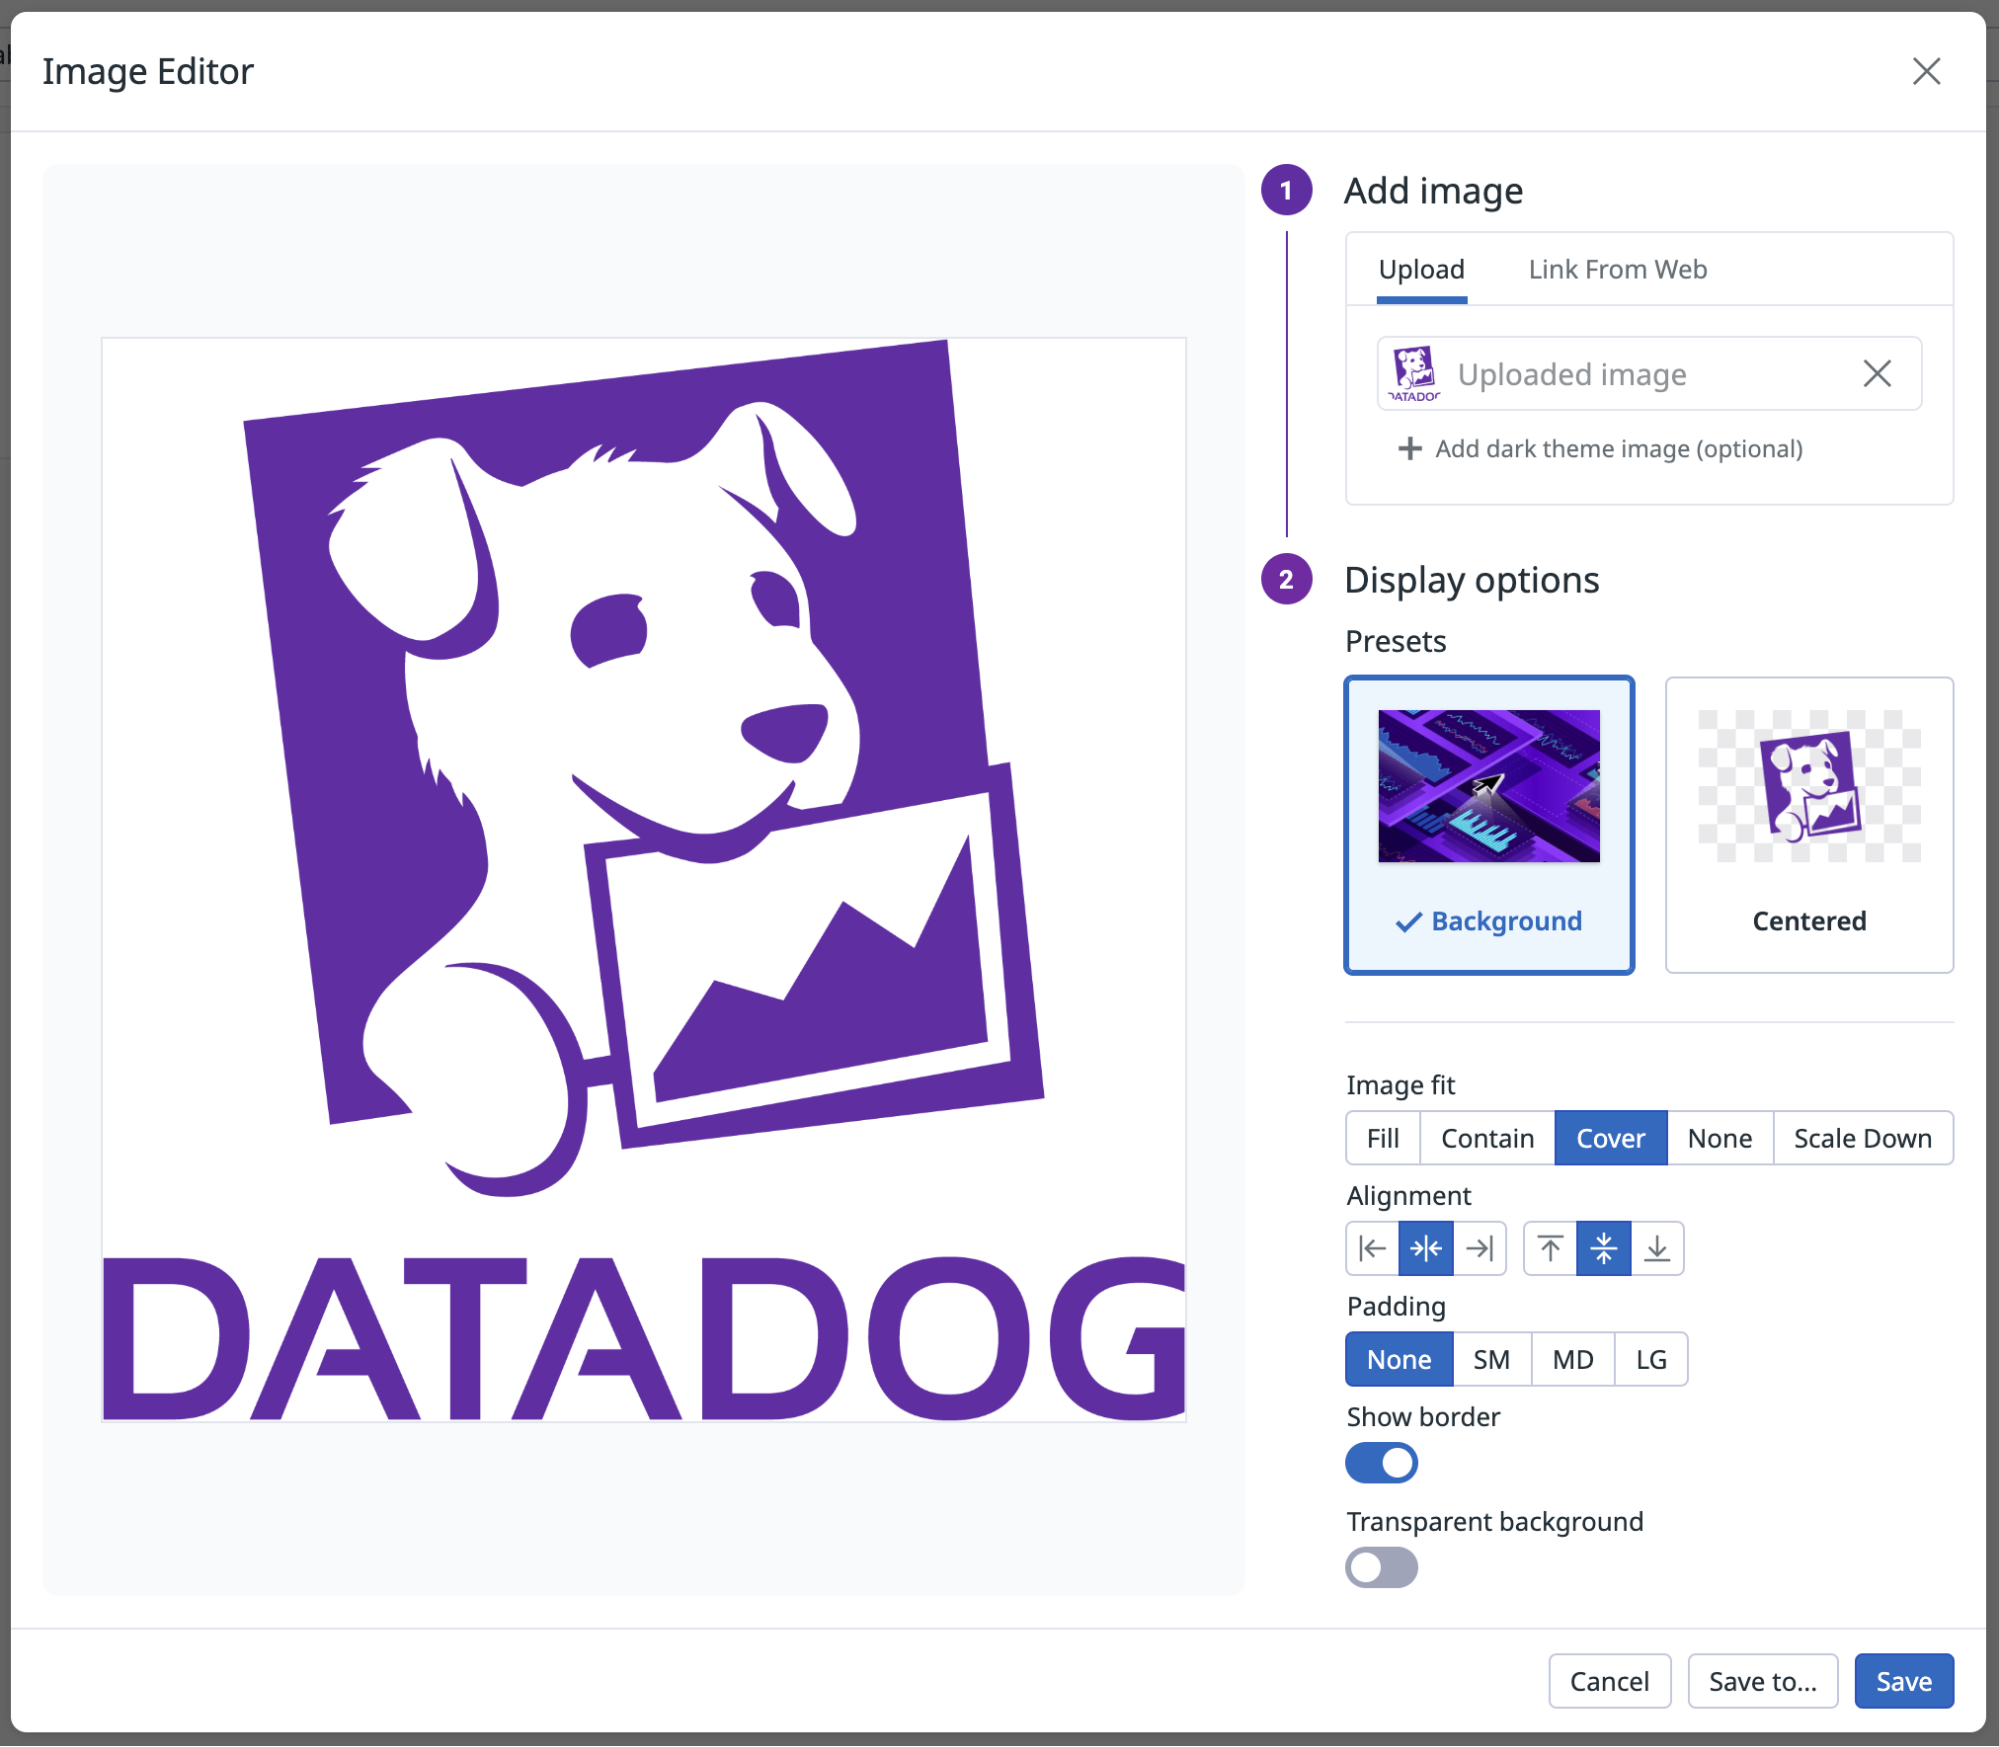 Image Editor
DATADOG
1
Add image
Upload
Link From Web
DATADOG
Uploaded image
Add dark theme image (optional)
2
Display options
Presets
Background
Centered
Image fit
Fill
Contain
Cover
None
Scale Down
Alignment
Padding
None
SM
MD
LG
Show border
Transparent background
Cancel
Save to...
Save